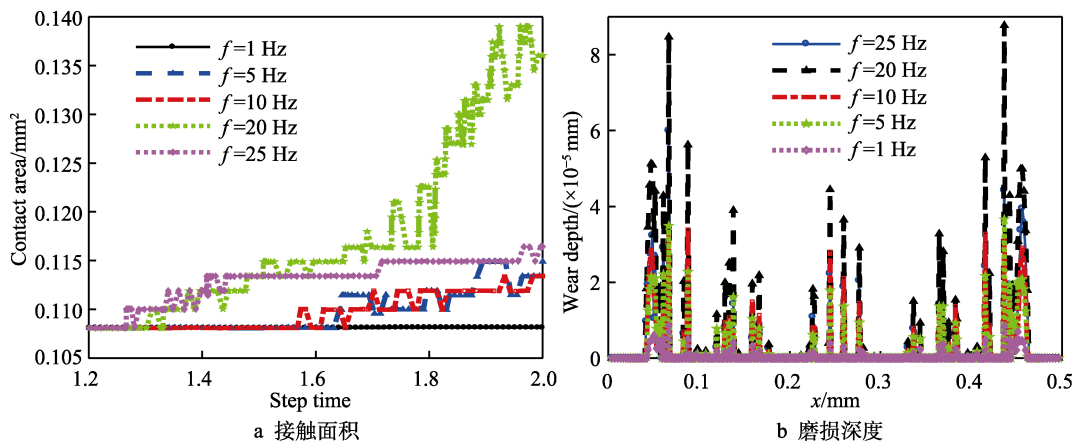 0.140
0.135
0.130
0.125
0.120
0.115
0.110
0.105
Contact area/mm²
f=1 Hz
f=5 Hz
f=10 Hz
f=20 Hz
f=25 Hz
1.2 1.4 1.6 1.8 2.0
Step time
a 接触面积
8
6
4
2
0
Wear depth/(×10⁻⁵ mm)
f=25 Hz
f=20 Hz
f=10 Hz
f=5 Hz
f=1 Hz
0 0.1 0.2 0.3 0.4 0.5
x/mm
b 磨损深度